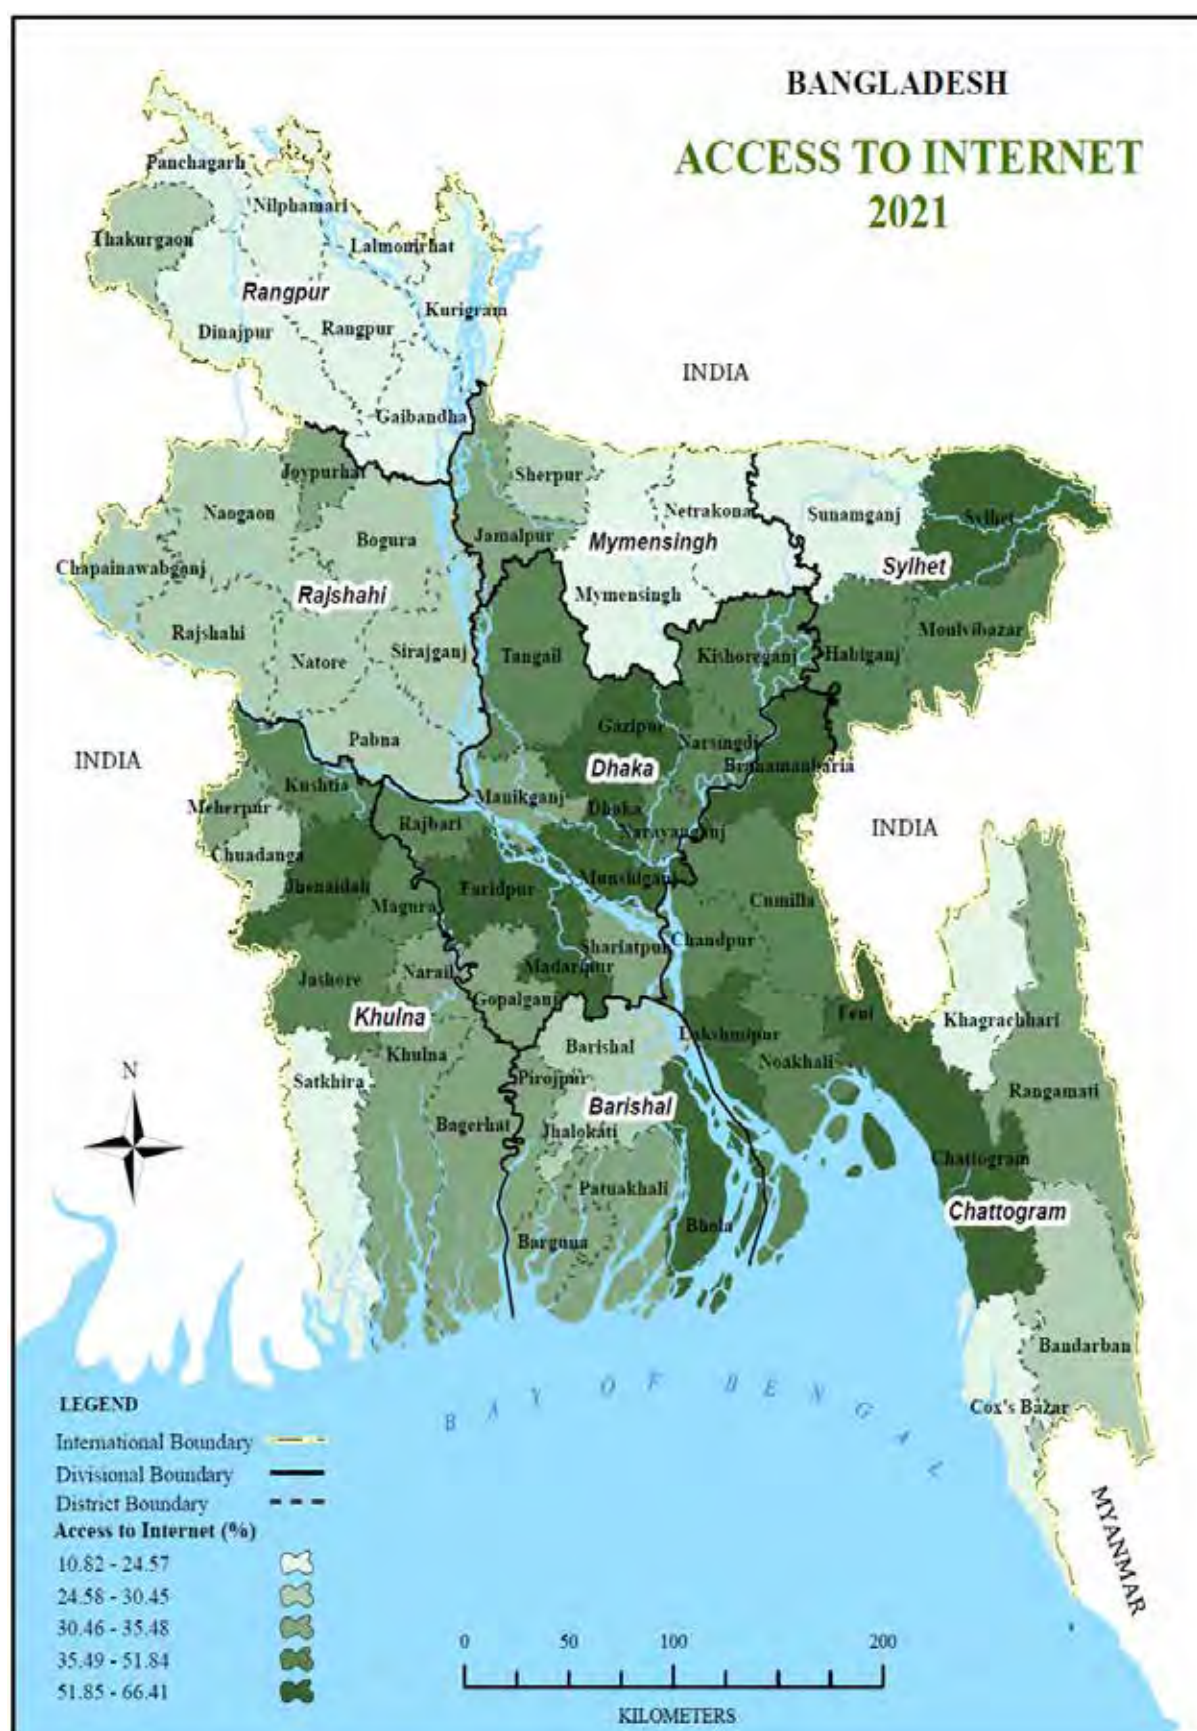 BANGLADESH
ACCESS TO INTERNET
2021
Panchagarh
Nilphamari
Thakurgaon
Lalmonirhat
Rangpur
Kurigram
Dinajpur
Rangpur
INDIA
Gaibandha
Joypurhat
Sherpur
Naogaon
Netrakona
Sunamganj
Sylhet
Bogura
Jamalpur
Mymensingh
Chapainawabganj
Sylhet
Rajshahi
Mymensingh
Rajshahi
Moulvibazar
Natore
Sirajganj
Tangail
Kishoreganj
Habiganj
Gazipur
Pabna
Narsingdi
INDIA
Dhaka
Brahamanbaria
Kushtia
Manikganj
Meherpur
Dhaka
Rajbari
Narayanganj
INDIA
Chuadanga
Jhenaidah
Faridpur
Munshiganj
Magura
Cumilla
Shariatpur
Chandpur
Jashore
Narail
Madaripur
Gopalganj
Khulna
Feni
Khagrachhari
Lakshmipur
Khulna
Barishal
Noakhali
N
Satkhira
Pirojpur
Rangamati
Barishal
Bagerhat
Jhalokati
Chattogram
Patuakhali
Chattogram
Bhola
Barguna
Bandarban
Cox's Bazar
BAY OF BENGAL
MYANMAR
LEGEND
International Boundary
Divisional Boundary
District Boundary
Access to Internet (%)
10.82 - 24.57
24.58 - 30.45
30.46 - 35.48
35.49 - 51.84
51.85 - 66.41
0 50 100 200
KILOMETERS